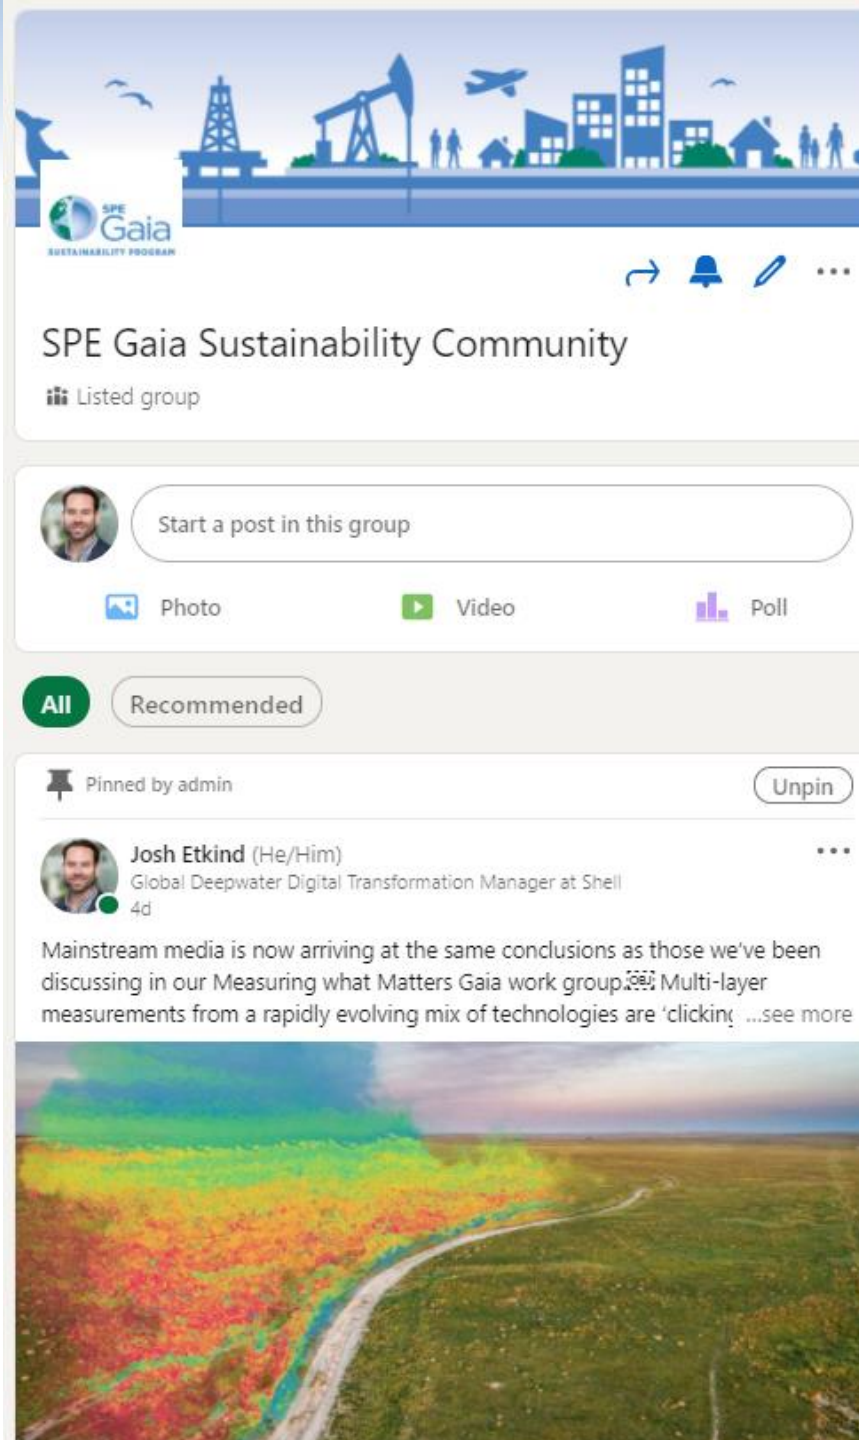 SPE
Gaia
SUSTAINABILITY PROGRAM
SPE Gaia Sustainability Community
Listed group
Start a post in this group
Photo
Video
Poll
All
Recommended
Pinned by admin
Unpin
Josh Etkind (He/Him)
Global Deepwater Digital Transformation Manager at Shell
4d
Mainstream media is now arriving at the same conclusions as those we've been
discussing in our Measuring what Matters Gaia work group.￼ Multi-layer
measurements from a rapidly evolving mix of technologies are 'clicking ...see more